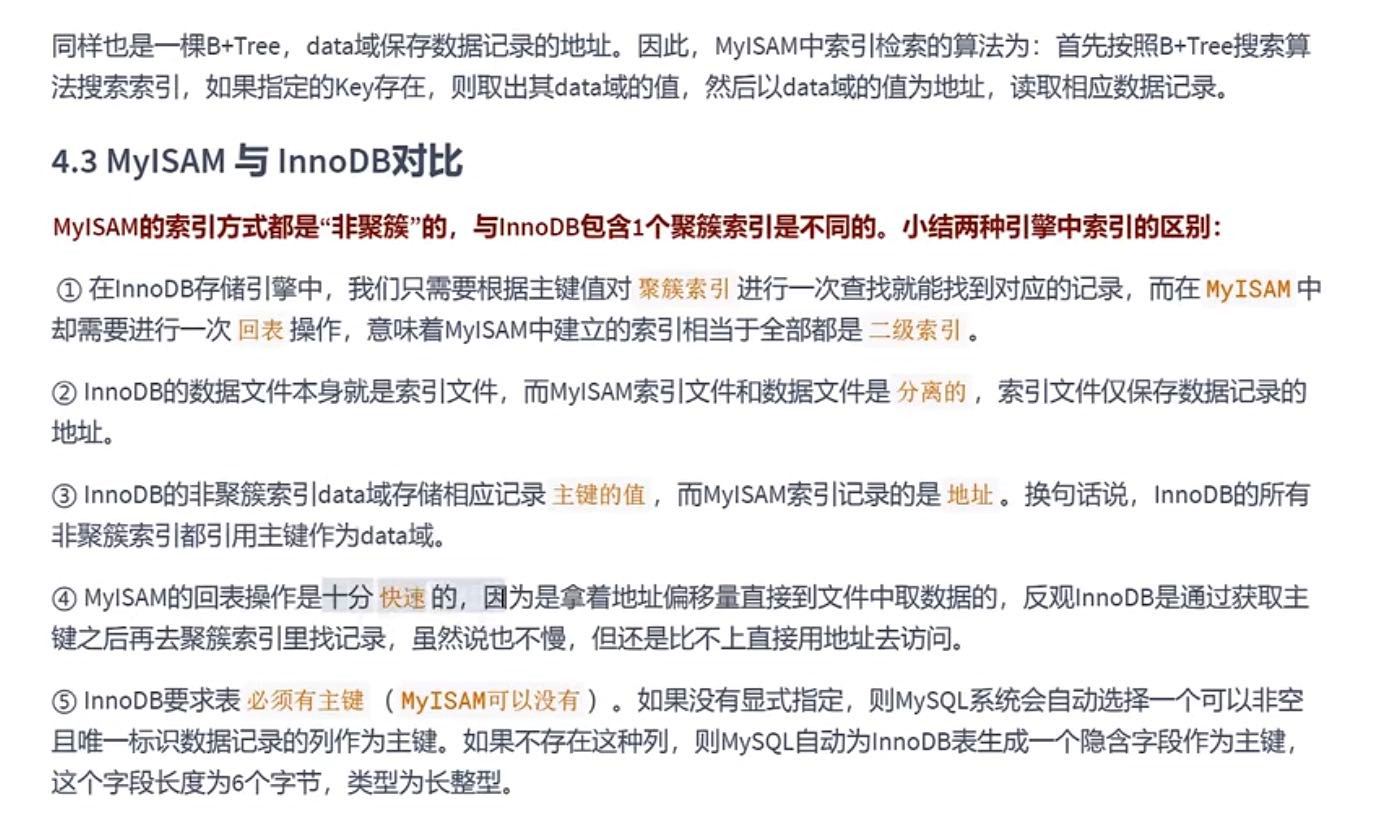 同样也是一棵B+Tree，data域保存数据记录的地址。因此，MyISAM中索引检索的算法为：首先按照B+Tree搜索算
法搜索索引，如果指定的Key存在，则取出其data域的值，然后以data域的值为地址，读取相应数据记录。
4.3 MyISAM 与 InnoDB对比
MyISAM的索引方式都是“非聚簇”的，与InnoDB包含1个聚簇索引是不同的。小结两种引擎中索引的区别：
① 在InnoDB存储引擎中，我们只需要根据主键值对 聚簇索引 进行一次查找就能找到对应的记录，而在 MyISAM 中
却需要进行一次 回表 操作，意味着MyISAM中建立的索引相当于全部都是 二级索引 。
② InnoDB的数据文件本身就是索引文件，而MyISAM索引文件和数据文件是 分离的 ，索引文件仅保存数据记录的
地址。
③ InnoDB的非聚簇索引data域存储相应记录 主键的值 ，而MyISAM索引记录的是 地址 。换句话说，InnoDB的所有
非聚簇索引都引用主键作为data域。
④ MyISAM的回表操作是十分 快速 的，因为是拿着地址偏移量直接到文件中取数据的，反观InnoDB是通过获取主
键之后再去聚簇索引里找记录，虽然说也不慢，但还是比不上直接用地址去访问。
⑤ InnoDB要求表 必须有主键 （ MyISAM可以没有 ）。如果没有显式指定，则MySQL系统会自动选择一个可以非空
且唯一标识数据记录的列作为主键。如果不存在这种列，则MySQL自动为InnoDB表生成一个隐含字段作为主键，
这个字段长度为6个字节，类型为长整型。